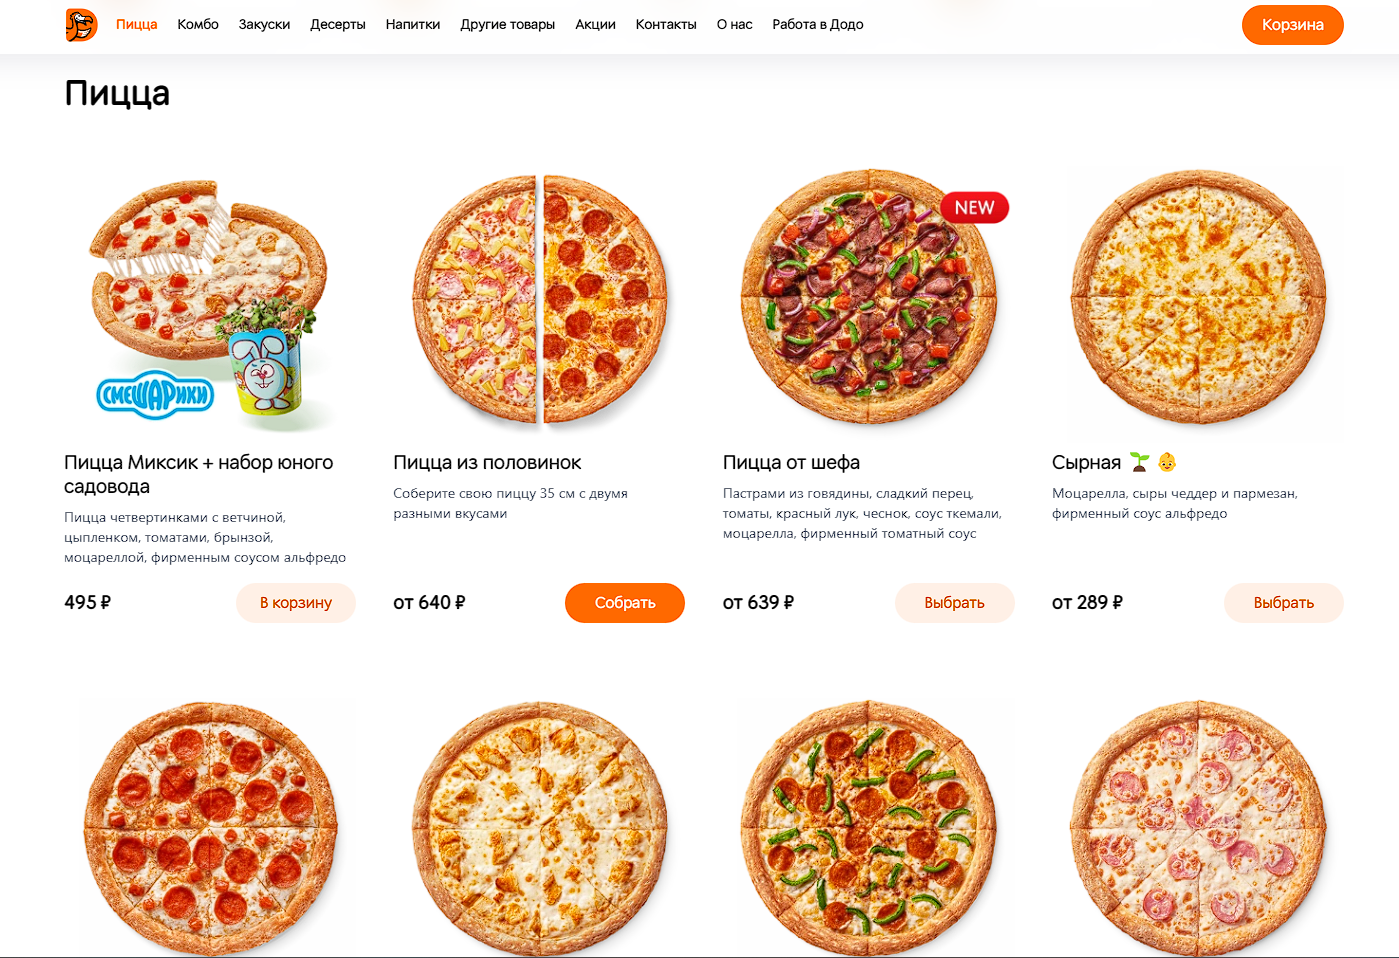 Пицца Комбо Закуски Десерты Напитки Другие товары Акции Контакты О нас Работа в Додо Корзина
Пицца
СМЕШАРИКИ
NEW
Пицца Миксик + набор юного
садовода
Пицца четвертинками с ветчиной,
цыпленком, томатами, брынзой,
моцареллой, фирменным соусом альфредо
495 ₽ В корзину
Пицца из половинок
Соберите свою пиццу 35 см с двумя
разными вкусами
от 640 ₽ Собрать
Пицца от шефа
Пастрами из говядины, сладкий перец,
томаты, красный лук, чеснок, соус ткемали,
моцарелла, фирменный томатный соус
от 639 ₽ Выбрать
Сырная 🌱 👶
Моцарелла, сыры чеддер и пармезан,
фирменный соус альфредо
от 289 ₽ Выбрать